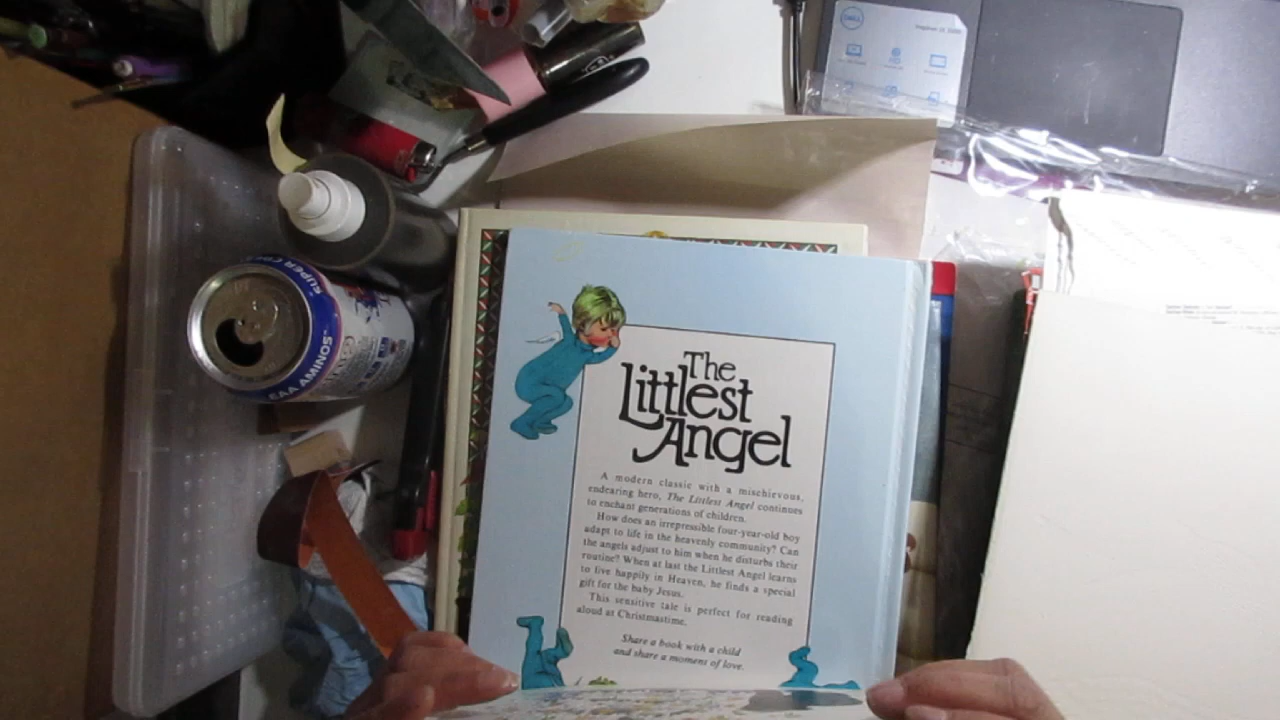 DELL
The
Littlest
Angel
A modern classic with a mischievous,
endearing hero, The Littlest Angel continues
to enchant generations of children.
How does an irrepressible four-year-old boy
adapt to life in the heavenly community? Can
the angels adjust to him when he disturbs their
routine? When at last the Littlest Angel learns
to live happily in Heaven, he finds a special
gift for the baby Jesus.
This sensitive tale is perfect for reading
aloud at Christmastime.
Share a book with a child
and share a moment of love.
EAA AMINOS